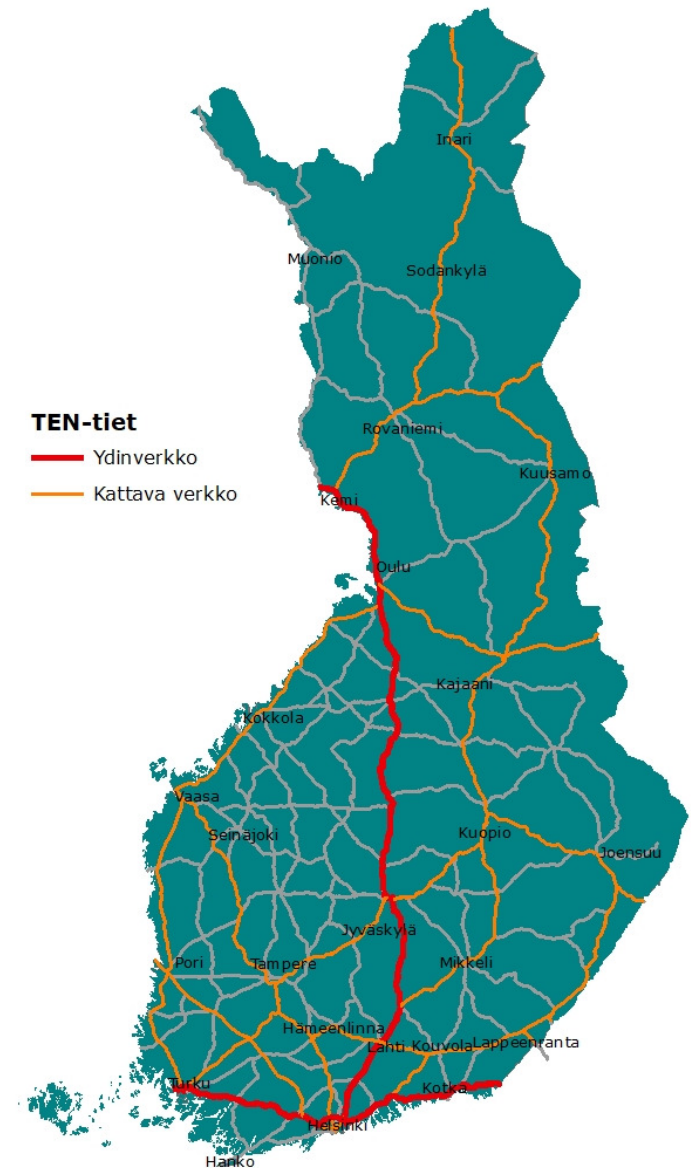 Inari
Muonio
Sodankylä
TEN-tiet
Ydinverkko
Kattava verkko
Rovaniemi
Kuusamo
Kemi
Oulu
Kajaani
Kokkola
Vaasa
Seinäjoki
Kuopio
Joensuu
Jyväskylä
Pori
Tampere
Mikkeli
Hämeenlinna
Lahti
Kouvola
Lappeenranta
Turku
Kotka
Helsinki
Hanko